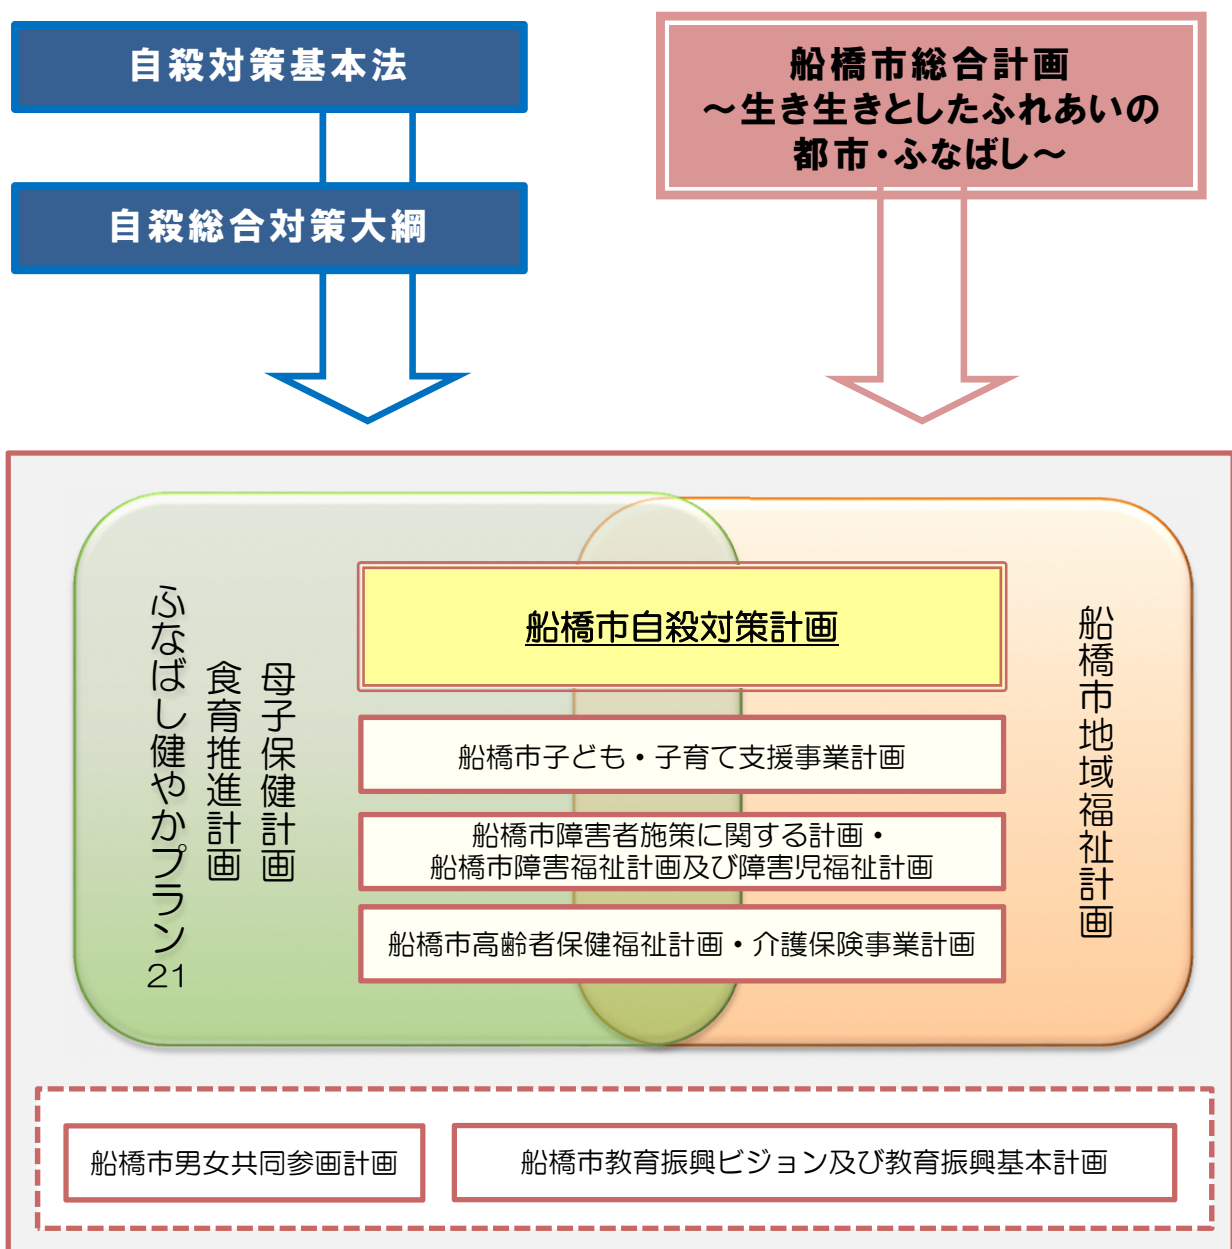 自殺対策基本法
自殺総合対策大綱
船橋市総合計画
～生き生きとしたふれあいの
都市・ふなばし～
ふなばし健やかプラン21
食育推進計画
母子保健計画
船橋市自殺対策計画
船橋市子ども・子育て支援事業計画
船橋市障害者施策に関する計画・
船橋市障害福祉計画及び障害児福祉計画
船橋市高齢者保健福祉計画・介護保険事業計画
船橋市地域福祉計画
船橋市男女共同参画計画
船橋市教育振興ビジョン及び教育振興基本計画